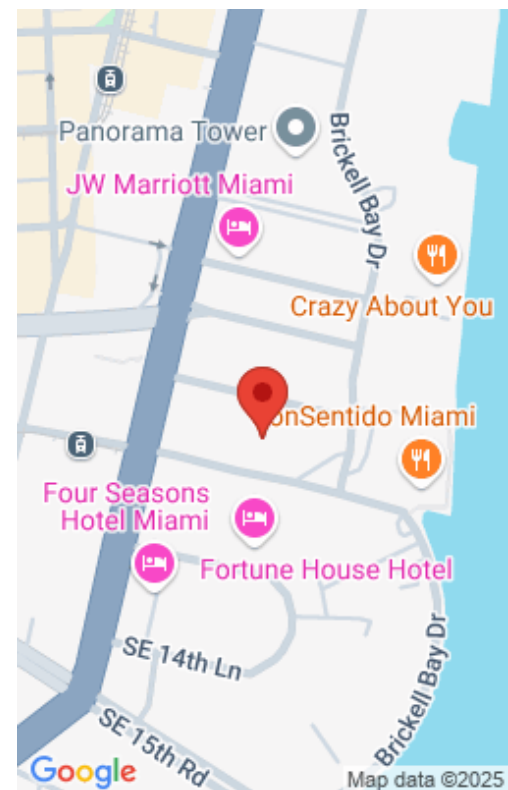 Panorama Tower
Brickell Bay Dr
JW Marriott Miami
Crazy About You
onSentido Miami
Four Seasons
Hotel Miami
Fortune House Hotel
SE 14th Ln
Brickell Bay Dr
SE 15th Rd
Google
Map data ©2025